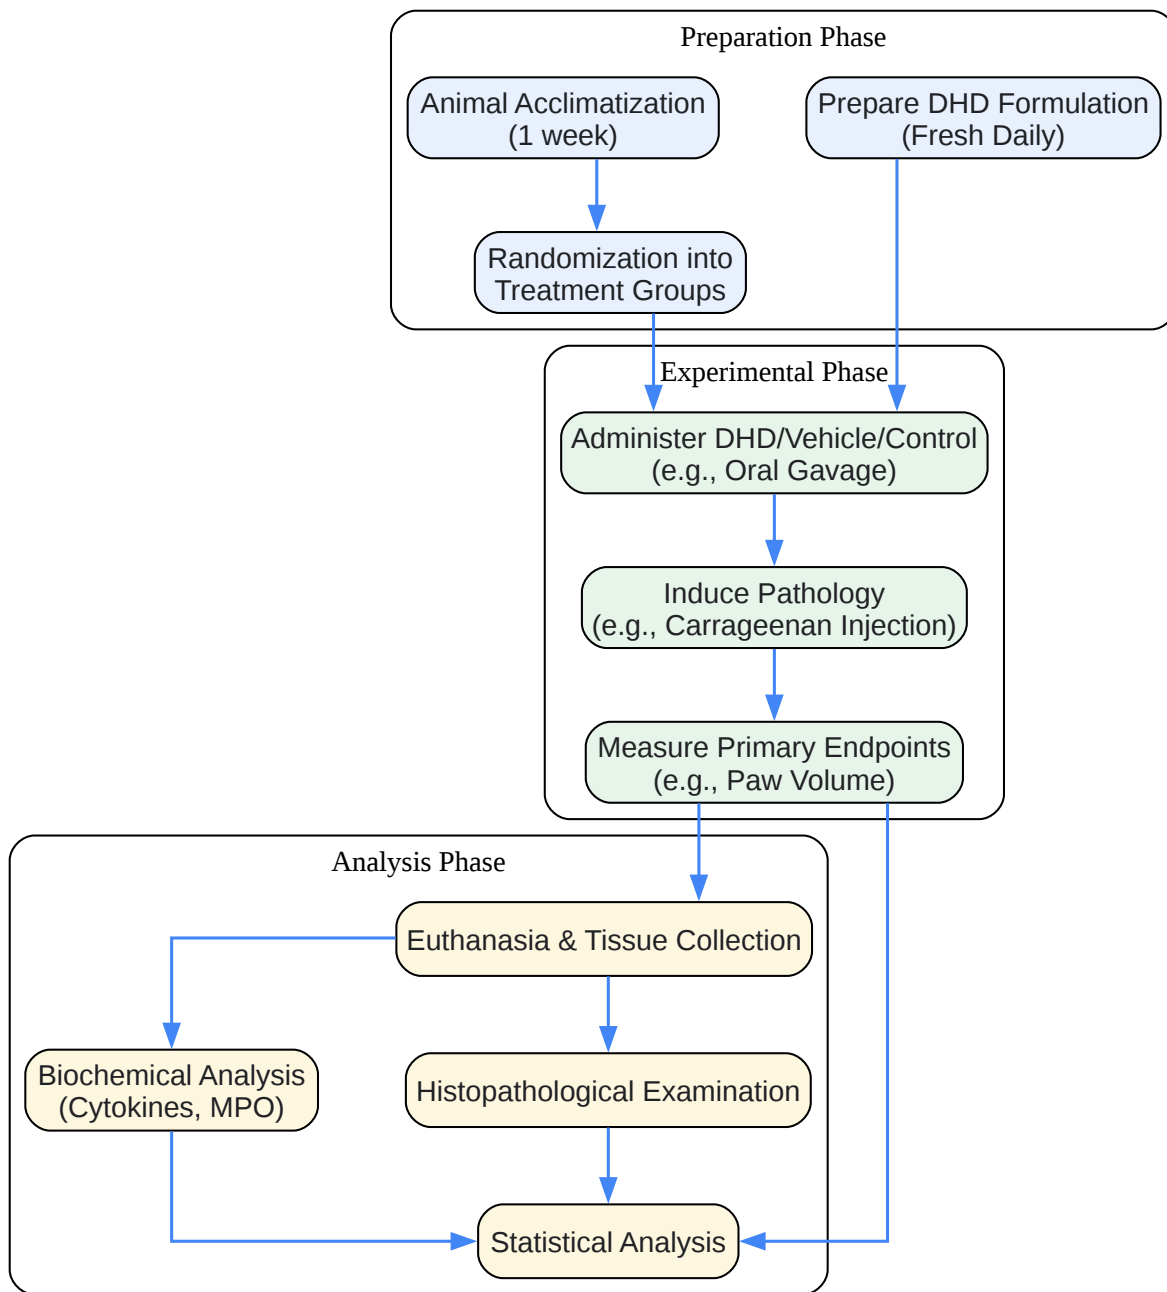 Preparation Phase
Animal Acclimatization
(1 week)
Prepare DHD Formulation
(Fresh Daily)
Randomization into
Treatment Groups
Experimental Phase
Administer DHD/Vehicle/Control
(e.g., Oral Gavage)
Induce Pathology
(e.g., Carrageenan Injection)
Measure Primary Endpoints
(e.g., Paw Volume)
Analysis Phase
Euthanasia & Tissue Collection
Biochemical Analysis
(Cytokines, MPO)
Histopathological Examination
Statistical Analysis